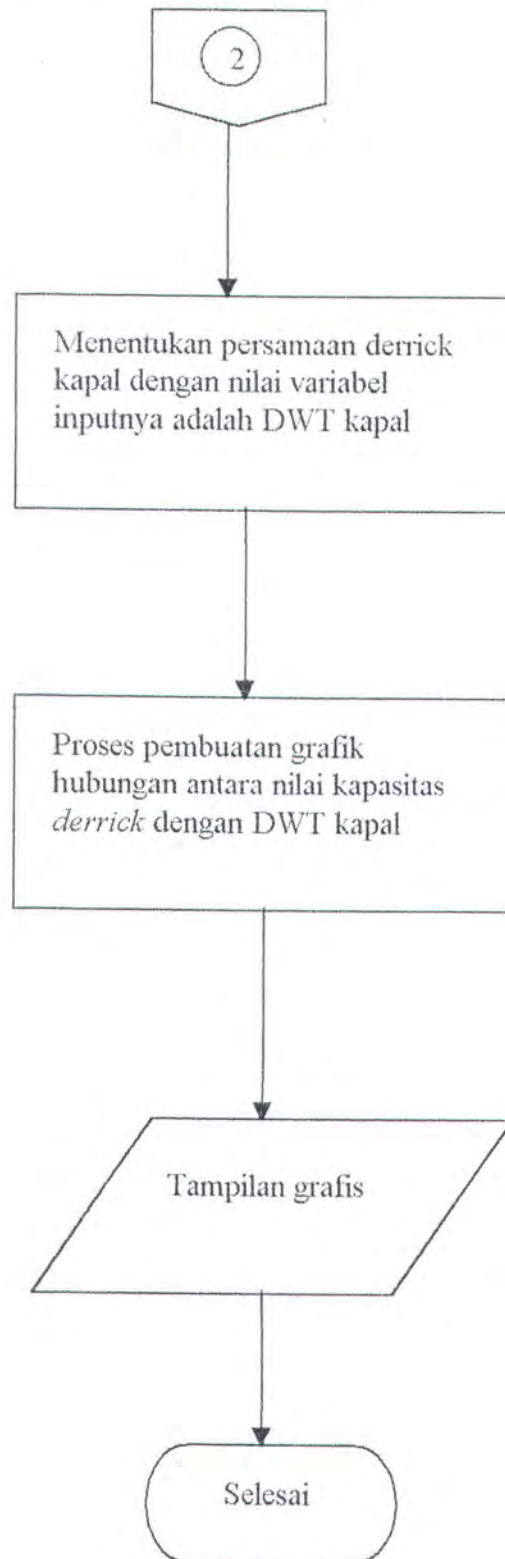 2
Menentukan persamaan derrick
kapal dengan nilai variabel
inputnya adalah DWT kapal
Proses pembuatan grafik
hubungan antara nilai kapasitas
derrick dengan DWT kapal
Tampilan grafis
Selesai